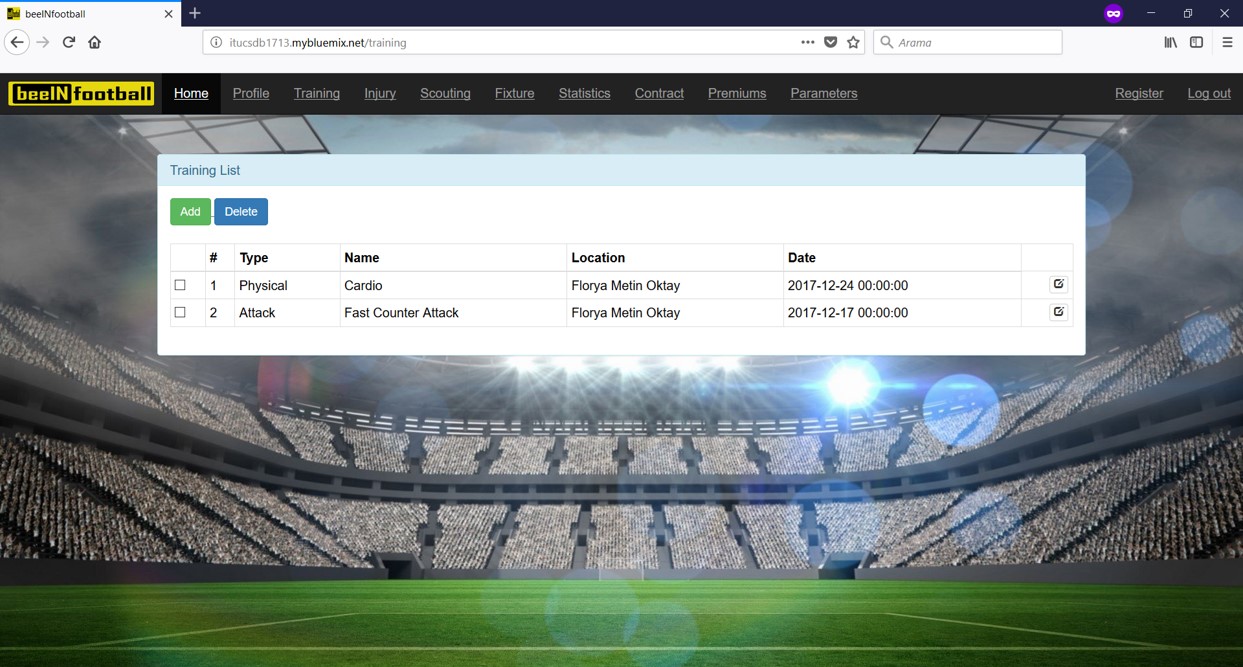 beeINfootball
itucsdb1713.mybluemix.net/training
Arama
beeIN football Home Profile Training Injury Scouting Fixture Statistics Contract Premiums Parameters Register Log out
Training List
Add Delete
# Type Name Location Date
1 Physical Cardio Florya Metin Oktay 2017-12-24 00:00:00
2 Attack Fast Counter Attack Florya Metin Oktay 2017-12-17 00:00:00